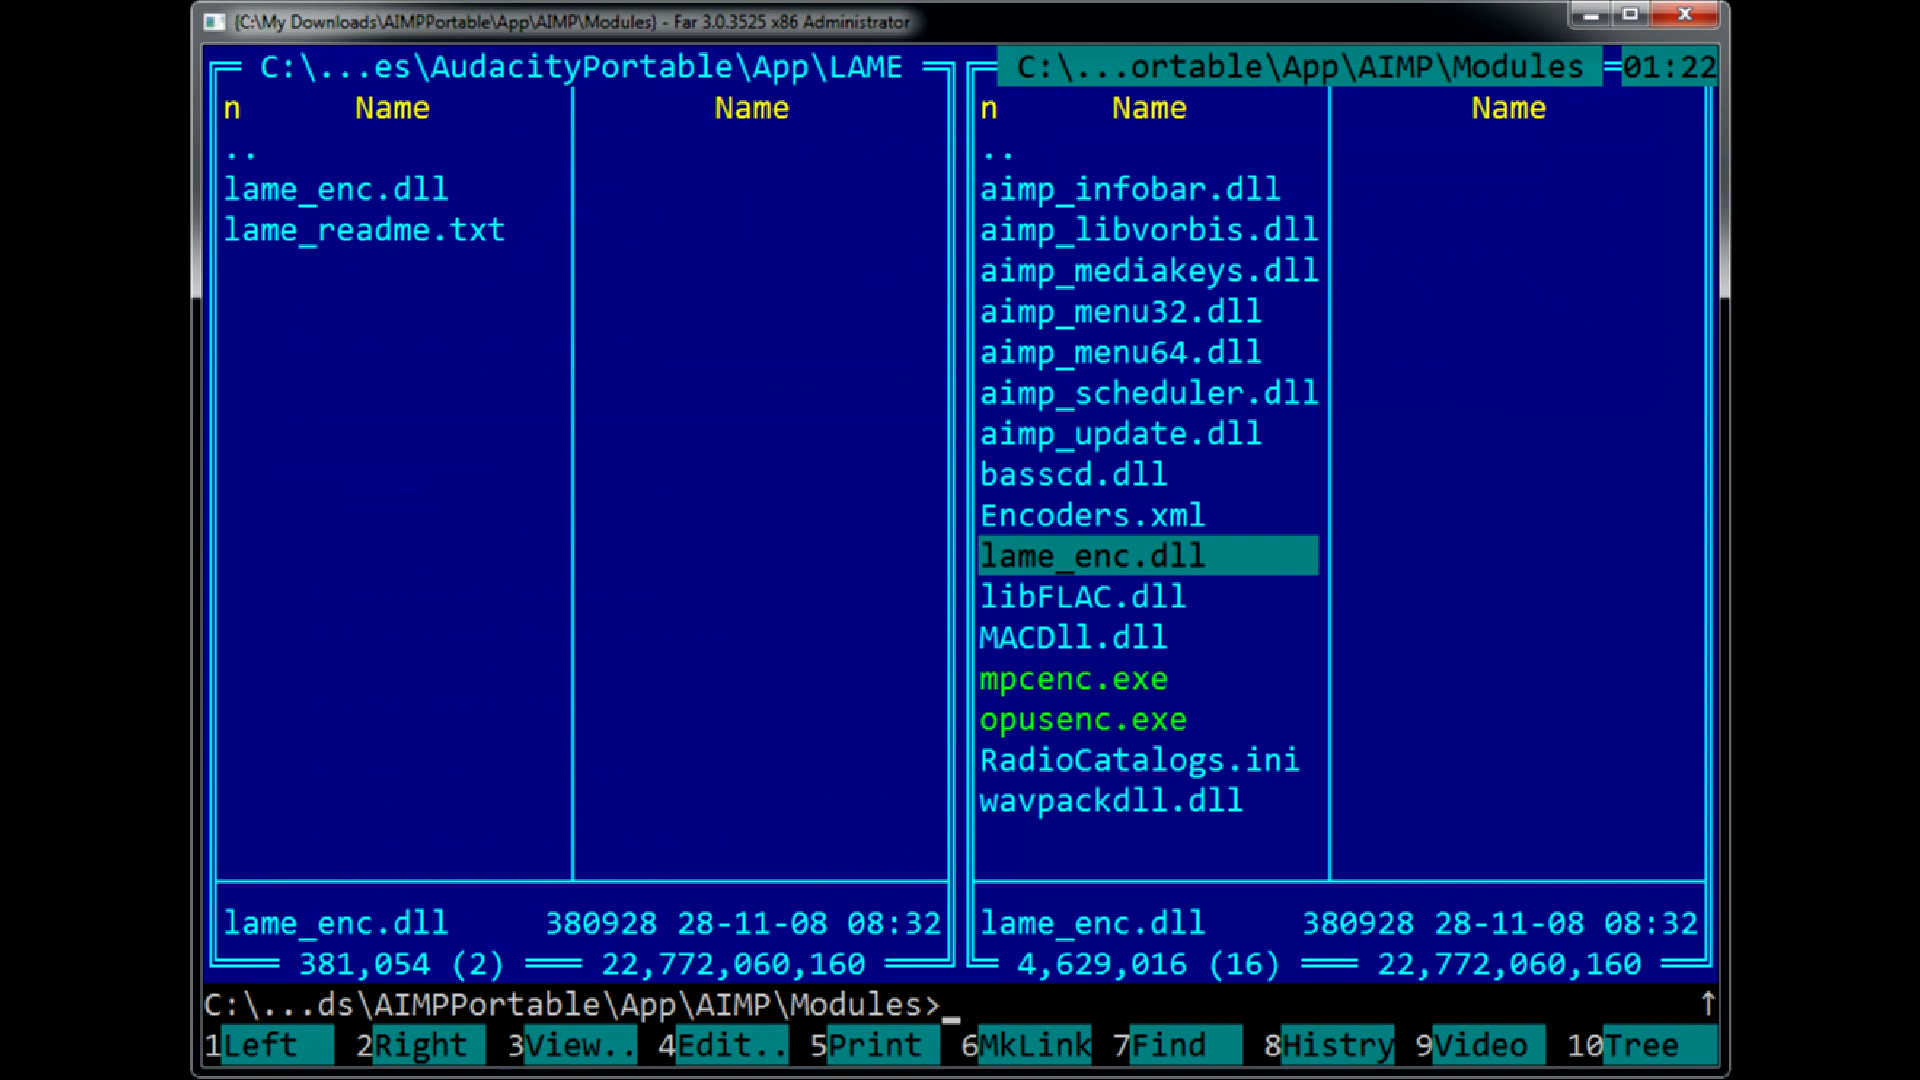 {C:\My Downloads\AIMPPortable\App\AIMP\Modules} - Far 3.0.3525 x86 Administrator
C:\...es\AudacityPortable\App\LAME
n Name Name
..
lame_enc.dll
lame_readme.txt
lame_enc.dll 380928 28-11-08 08:32
381,054 (2) 22,772,060,160
C:\...ortable\App\AIMP\Modules 01:22
n Name Name
..
aimp_infobar.dll
aimp_libvorbis.dll
aimp_mediakeys.dll
aimp_menu32.dll
aimp_menu64.dll
aimp_scheduler.dll
aimp_update.dll
basscd.dll
Encoders.xml
lame_enc.dll
libFLAC.dll
MACDll.dll
mpcenc.exe
opusenc.exe
RadioCatalogs.ini
wavpackdll.dll
lame_enc.dll 380928 28-11-08 08:32
4,629,016 (16) 22,772,060,160
C:\...ds\AIMPPortable\App\AIMP\Modules>_ ↑
1Left 2Right 3View.. 4Edit.. 5Print 6MkLink 7Find 8Histry 9Video 10Tree